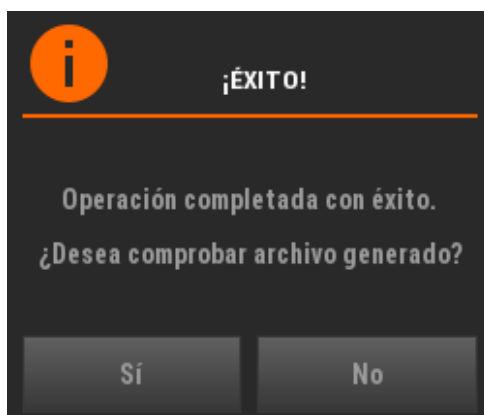 ¡ÉXITO!
Operación completada con éxito.
¿Desea comprobar archivo generado?
Sí
No